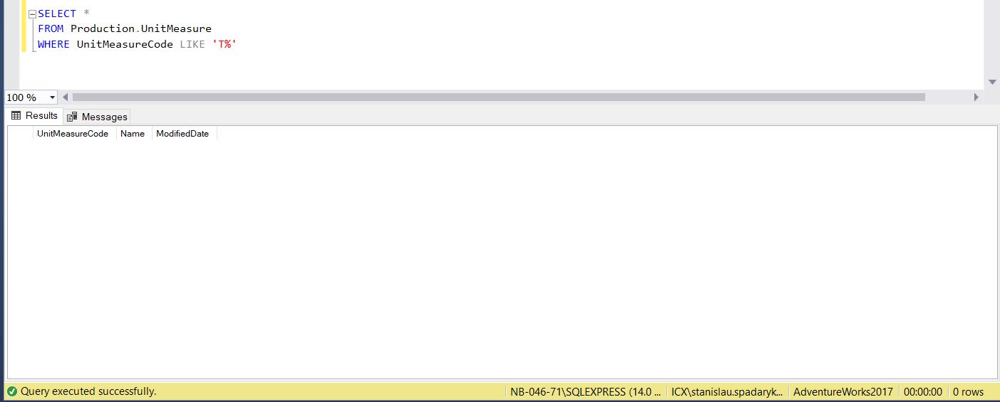 SELECT *
FROM Production.UnitMeasure
WHERE UnitMeasureCode LIKE 'T%'
100 %
Results Messages
UnitMeasureCode Name ModifiedDate
Query executed successfully. NB-046-71\SQLEXPRESS (14.0 ... ICX\stanislau.spadaryk... AdventureWorks2017 00:00:00 0 rows